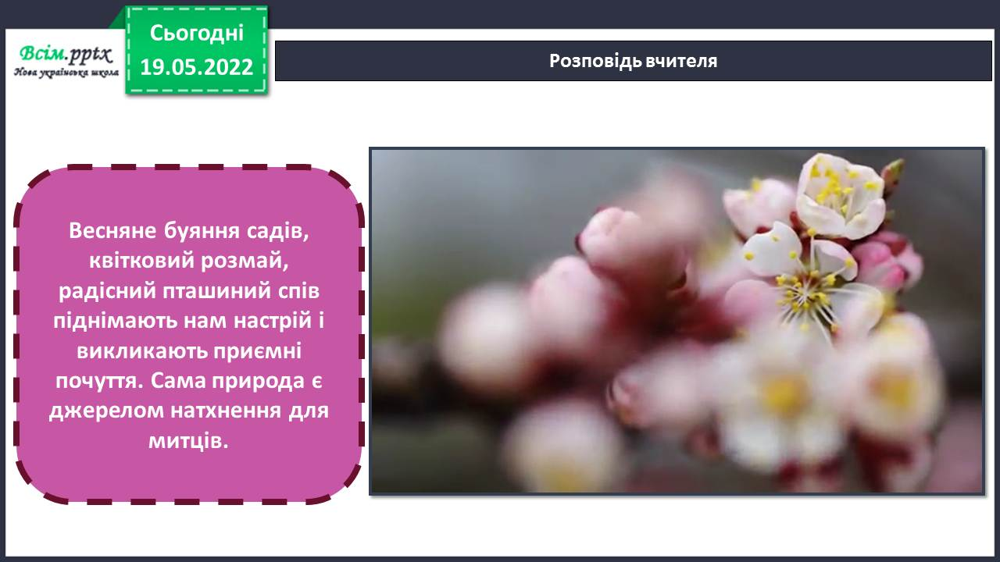 Сьогодні
19.05.2022
Всім.pptx
Нова українська школа
Розповідь вчителя
Весняне буяння садів,
квітковий розмай,
радісний пташиний спів
піднімають нам настрій і
викликають приємні
почуття. Сама природа є
джерелом натхнення для
митців.